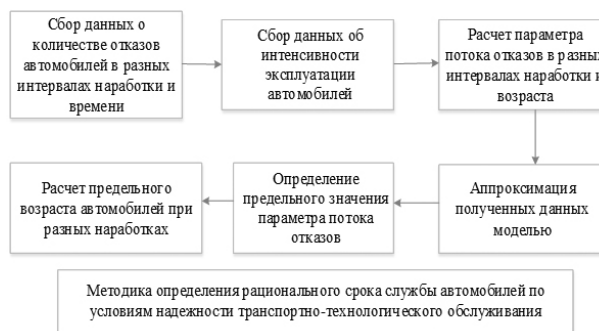 Сбор данных о
количестве отказов
автомобилей в разных
интервалах наработки и
времени
Сбор данных об
интенсивности
эксплуатации
автомобилей
Расчет параметра
потока отказов в разных
интервалах наработки и
возраста
Аппроксимация
полученных данных
моделью
Определение
предельного значения
параметра потока
отказов
Расчет предельного
возраста автомобилей при
разных наработках
Методика определения рационального срока службы автомобилей по
условиям надежности транспортно-технологического обслуживания